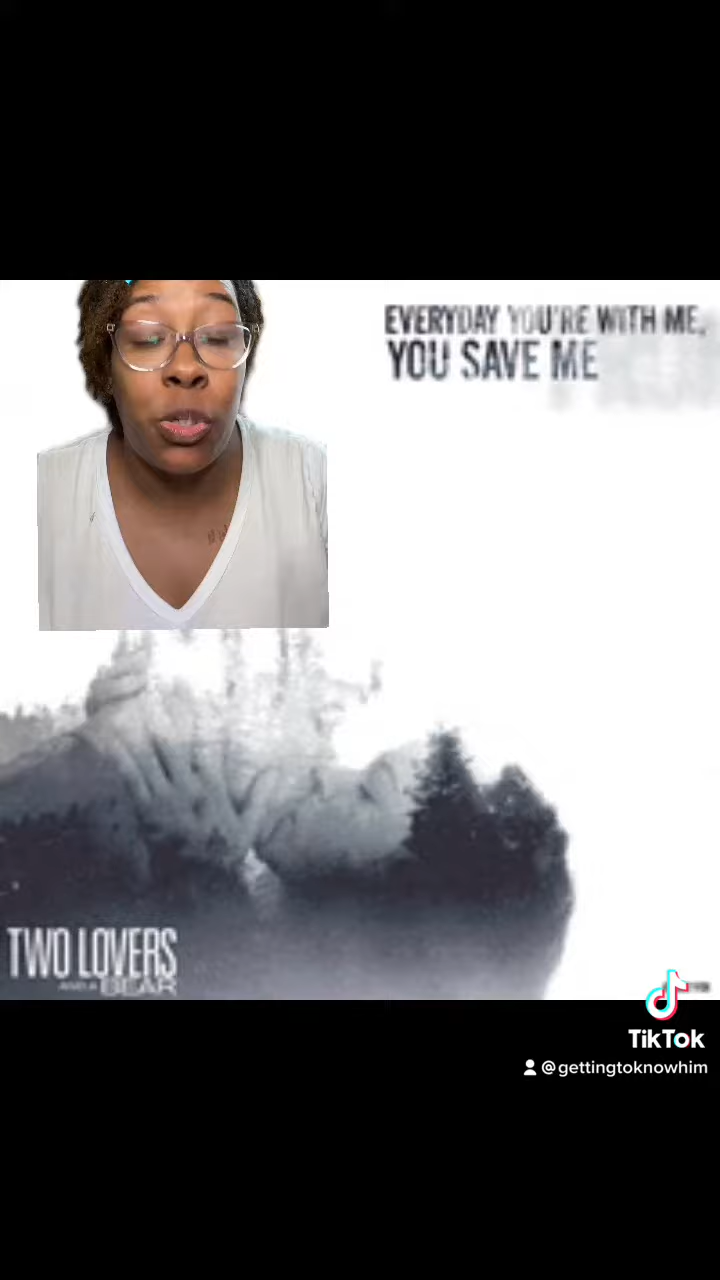 EVERYDAY YOU'RE WITH ME,
YOU SAVE ME
TWO LOVERS
AND A BEAR
TikTok
@gettingtoknowhim